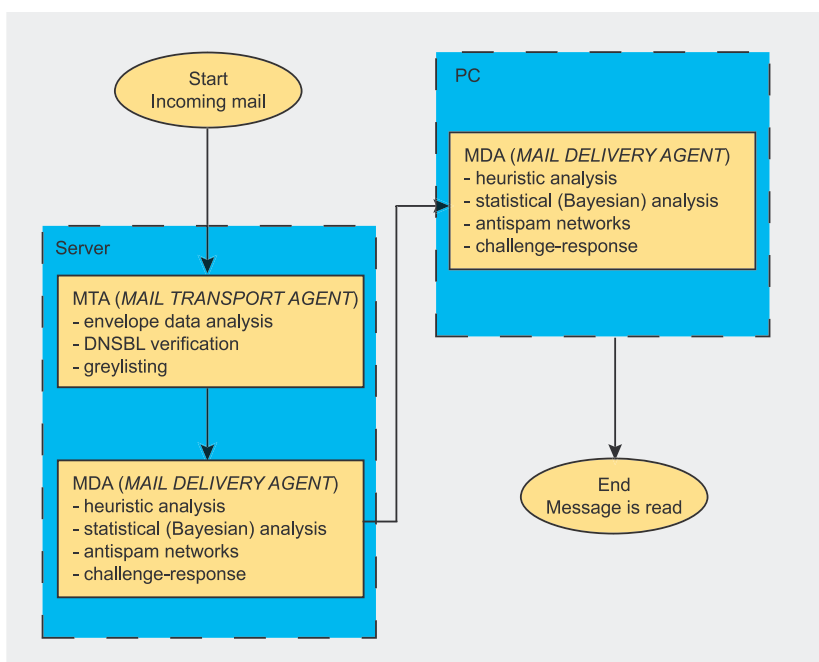 Start
Incoming mail
Server
MTA (MAIL TRANSPORT AGENT)
- envelope data analysis
- DNSBL verification
- greylisting
MDA (MAIL DELIVERY AGENT)
- heuristic analysis
- statistical (Bayesian) analysis
- antispam networks
- challenge-response
PC
MDA (MAIL DELIVERY AGENT)
- heuristic analysis
- statistical (Bayesian) analysis
- antispam networks
- challenge-response
End
Message is read